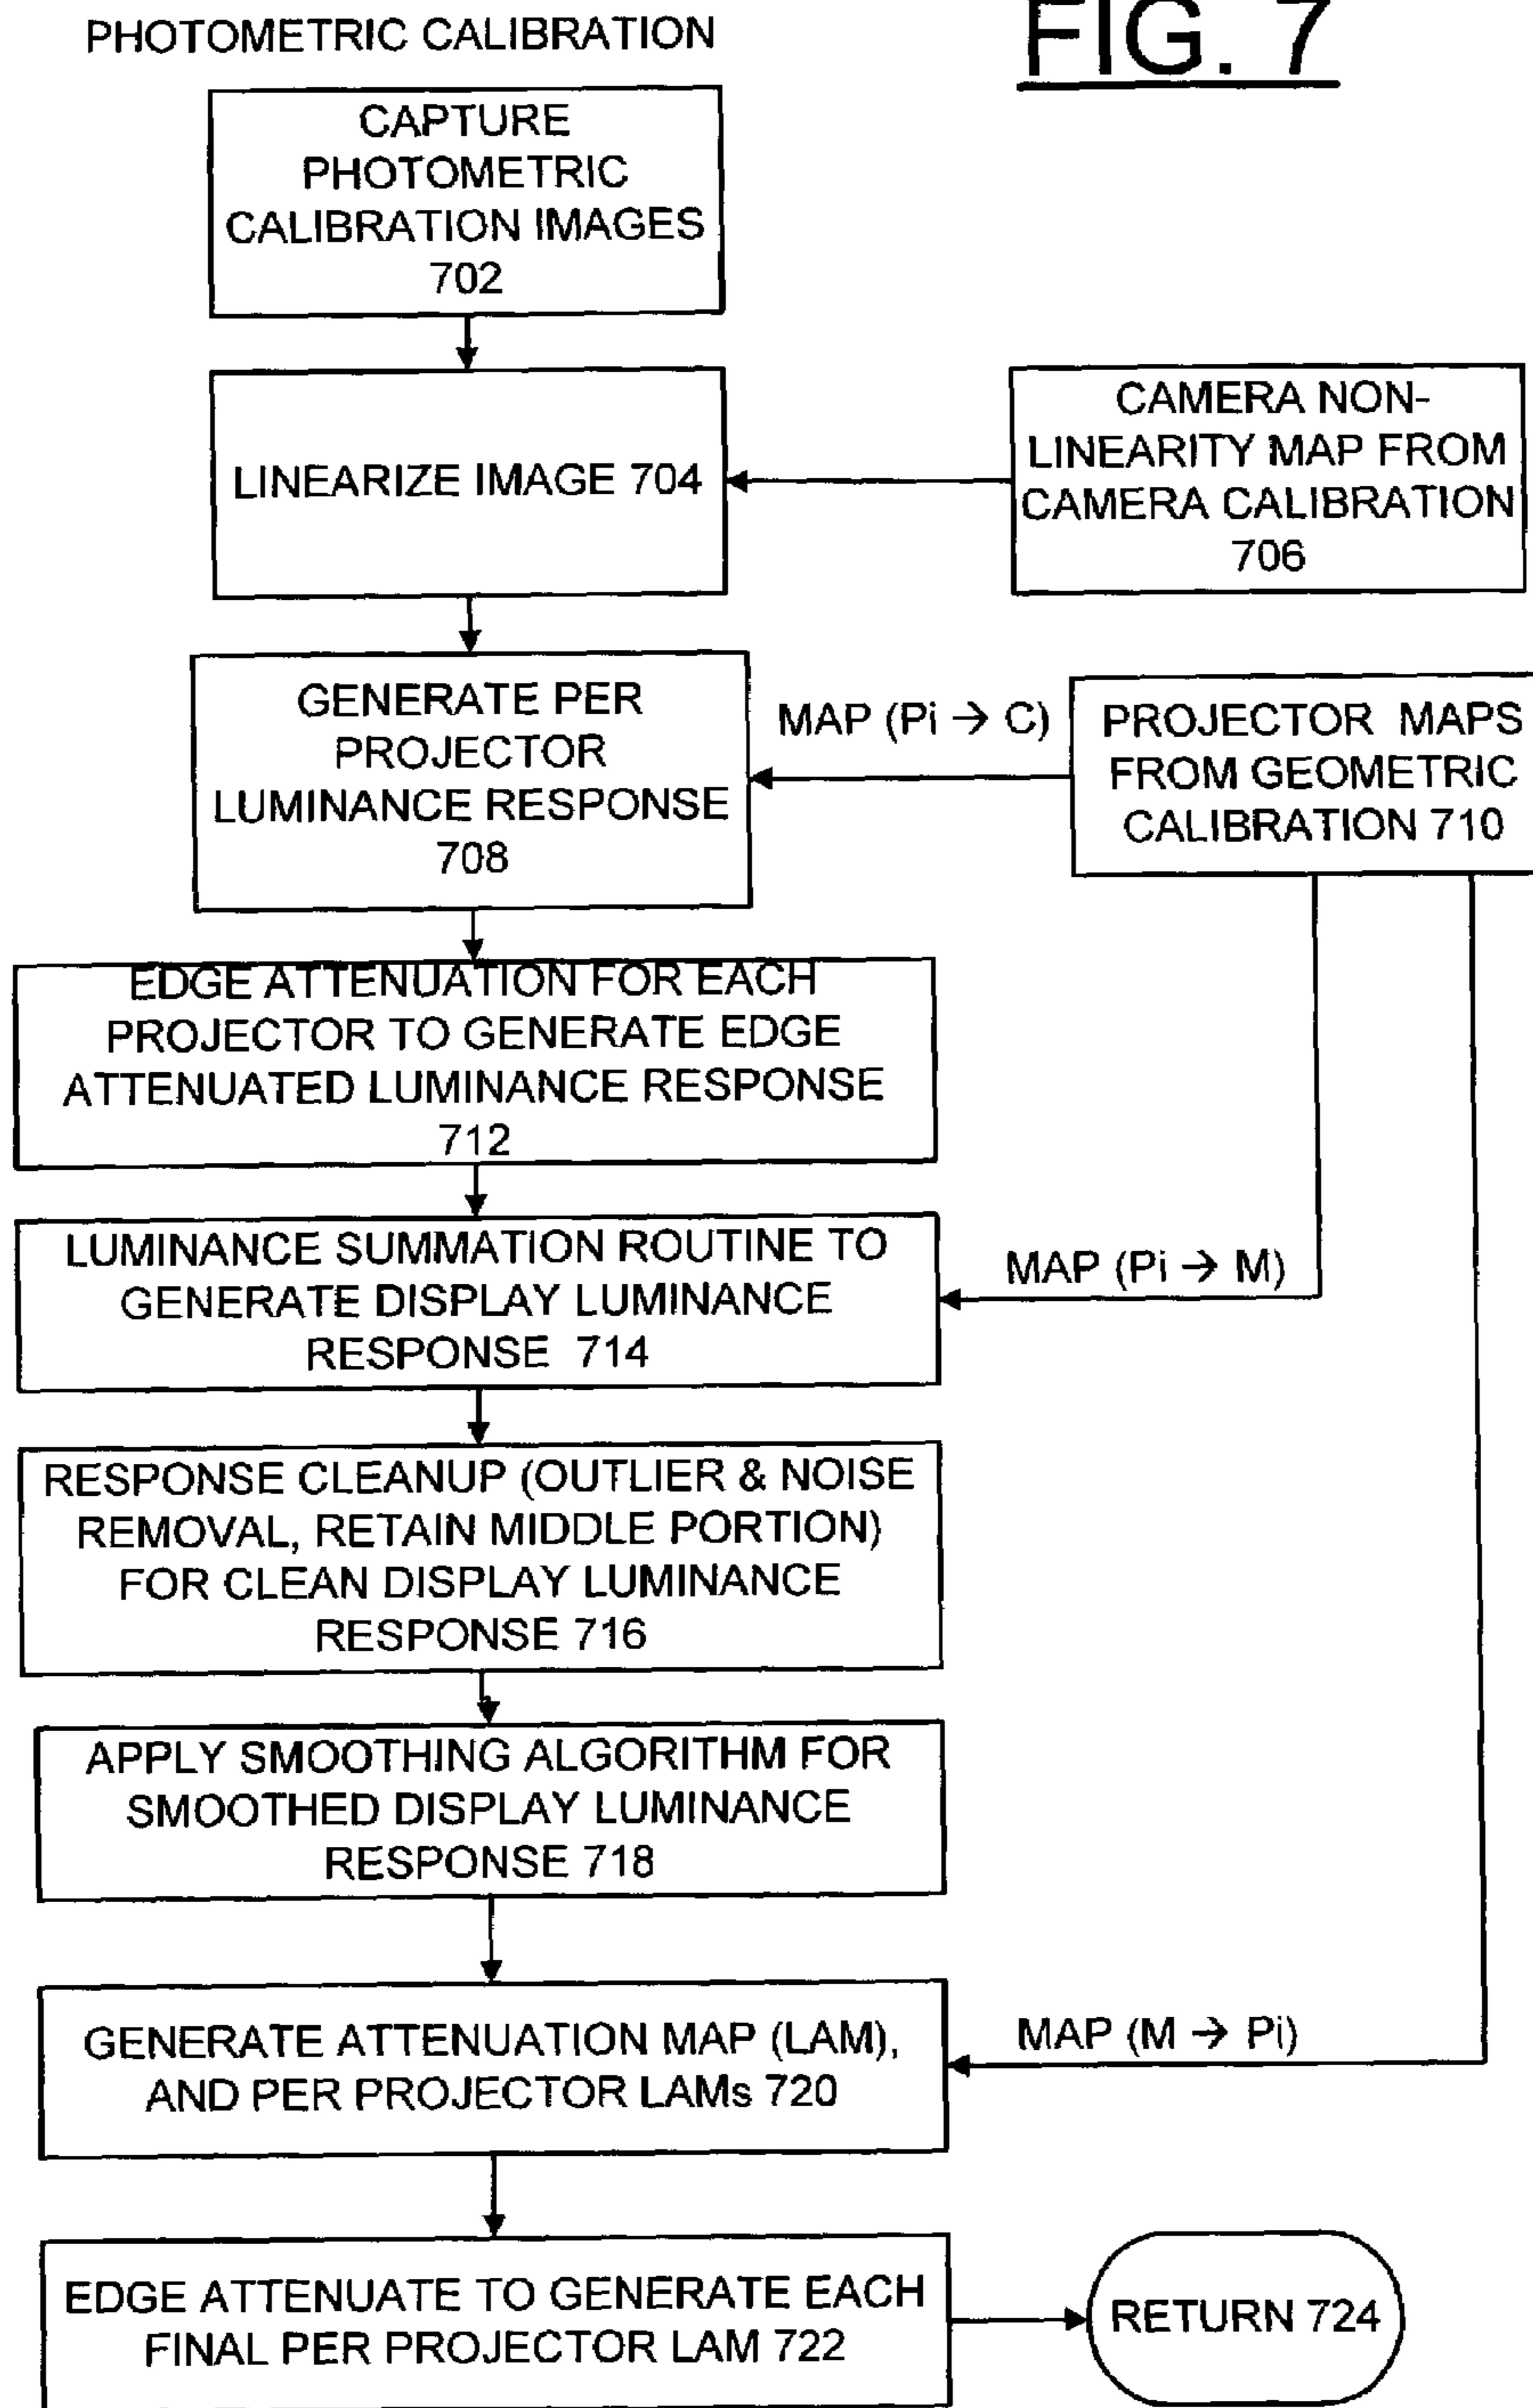 PHOTOMETRIC CALIBRATION
FIG. 7
CAPTURE
PHOTOMETRIC
CALIBRATION IMAGES
702
LINEARIZE IMAGE 704
CAMERA NON-
LINEARITY MAP FROM
CAMERA CALIBRATION
706
GENERATE PER
PROJECTOR
LUMINANCE RESPONSE
708
MAP (Pi → C)
PROJECTOR MAPS
FROM GEOMETRIC
CALIBRATION 710
EDGE ATTENUATION FOR EACH
PROJECTOR TO GENERATE EDGE
ATTENUATED LUMINANCE RESPONSE
712
LUMINANCE SUMMATION ROUTINE TO
GENERATE DISPLAY LUMINANCE
RESPONSE 714
MAP (Pi → M)
RESPONSE CLEANUP (OUTLIER & NOISE
REMOVAL, RETAIN MIDDLE PORTION)
FOR CLEAN DISPLAY LUMINANCE
RESPONSE 716
APPLY SMOOTHING ALGORITHM FOR
SMOOTHED DISPLAY LUMINANCE
RESPONSE 718
GENERATE ATTENUATION MAP (LAM),
AND PER PROJECTOR LAMs 720
MAP (M → Pi)
EDGE ATTENUATE TO GENERATE EACH
FINAL PER PROJECTOR LAM 722
RETURN 724